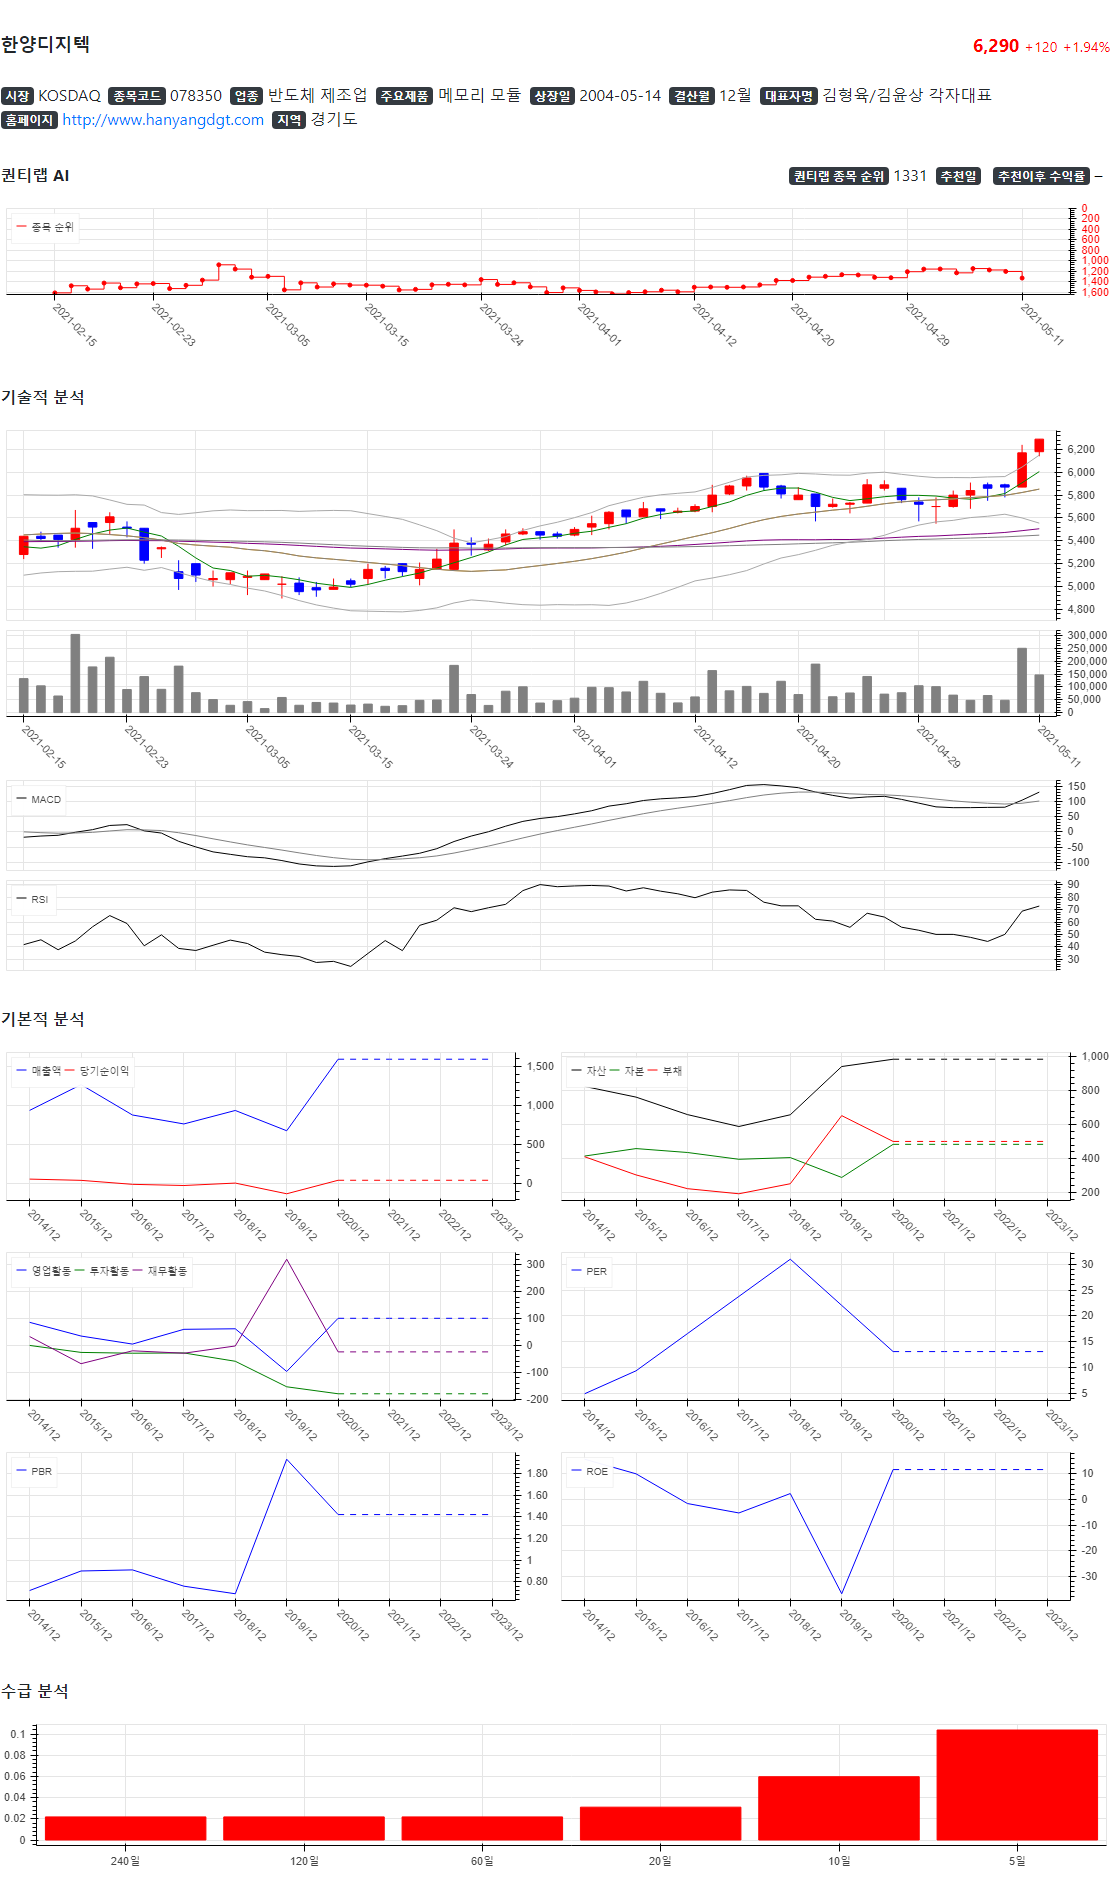 한양디지텍
6,290 +120 +1.94%
시장 KOSDAQ 종목코드 078350 업종 반도체 제조업 주요제품 메모리 모듈 상장일 2004-05-14 결산월 12월 대표자명 김형육/김윤상 각자대표
홈페이지 http://www.hanyangdgt.com 지역 경기도
퀀티랩 AI
퀀티랩 종목 순위 1331 추천일 추천이후 수익률 –
종목 순위
0
200
400
600
800
1,000
1,200
1,400
1,600
2021-02-15 2021-02-23 2021-03-05 2021-03-15 2021-03-24 2021-04-01 2021-04-12 2021-04-20 2021-04-29 2021-05-11
기술적 분석
6,200
6,000
5,800
5,600
5,400
5,200
5,000
4,800
300,000
250,000
200,000
150,000
100,000
50,000
0
2021-02-15 2021-02-23 2021-03-05 2021-03-15 2021-03-24 2021-04-01 2021-04-12 2021-04-20 2021-04-29 2021-05-11
MACD
150
100
50
0
-50
-100
RSI
90
80
70
60
50
40
30
기본적 분석
매출액 당기순이익
1,500
1,000
500
0
2014/12 2015/12 2016/12 2017/12 2018/12 2019/12 2020/12 2021/12 2022/12 2023/12
자산 자본 부채
1,000
800
600
400
200
2014/12 2015/12 2016/12 2017/12 2018/12 2019/12 2020/12 2021/12 2022/12 2023/12
영업활동 투자활동 재무활동
300
200
100
0
-100
-200
2014/12 2015/12 2016/12 2017/12 2018/12 2019/12 2020/12 2021/12 2022/12 2023/12
PER
30
25
20
15
10
5
2014/12 2015/12 2016/12 2017/12 2018/12 2019/12 2020/12 2021/12 2022/12 2023/12
PBR
1.80
1.60
1.40
1.20
1
0.80
2014/12 2015/12 2016/12 2017/12 2018/12 2019/12 2020/12 2021/12 2022/12 2023/12
ROE
10
0
-10
-20
-30
2014/12 2015/12 2016/12 2017/12 2018/12 2019/12 2020/12 2021/12 2022/12 2023/12
수급 분석
0.1
0.08
0.06
0.04
0.02
0
240일 120일 60일 20일 10일 5일